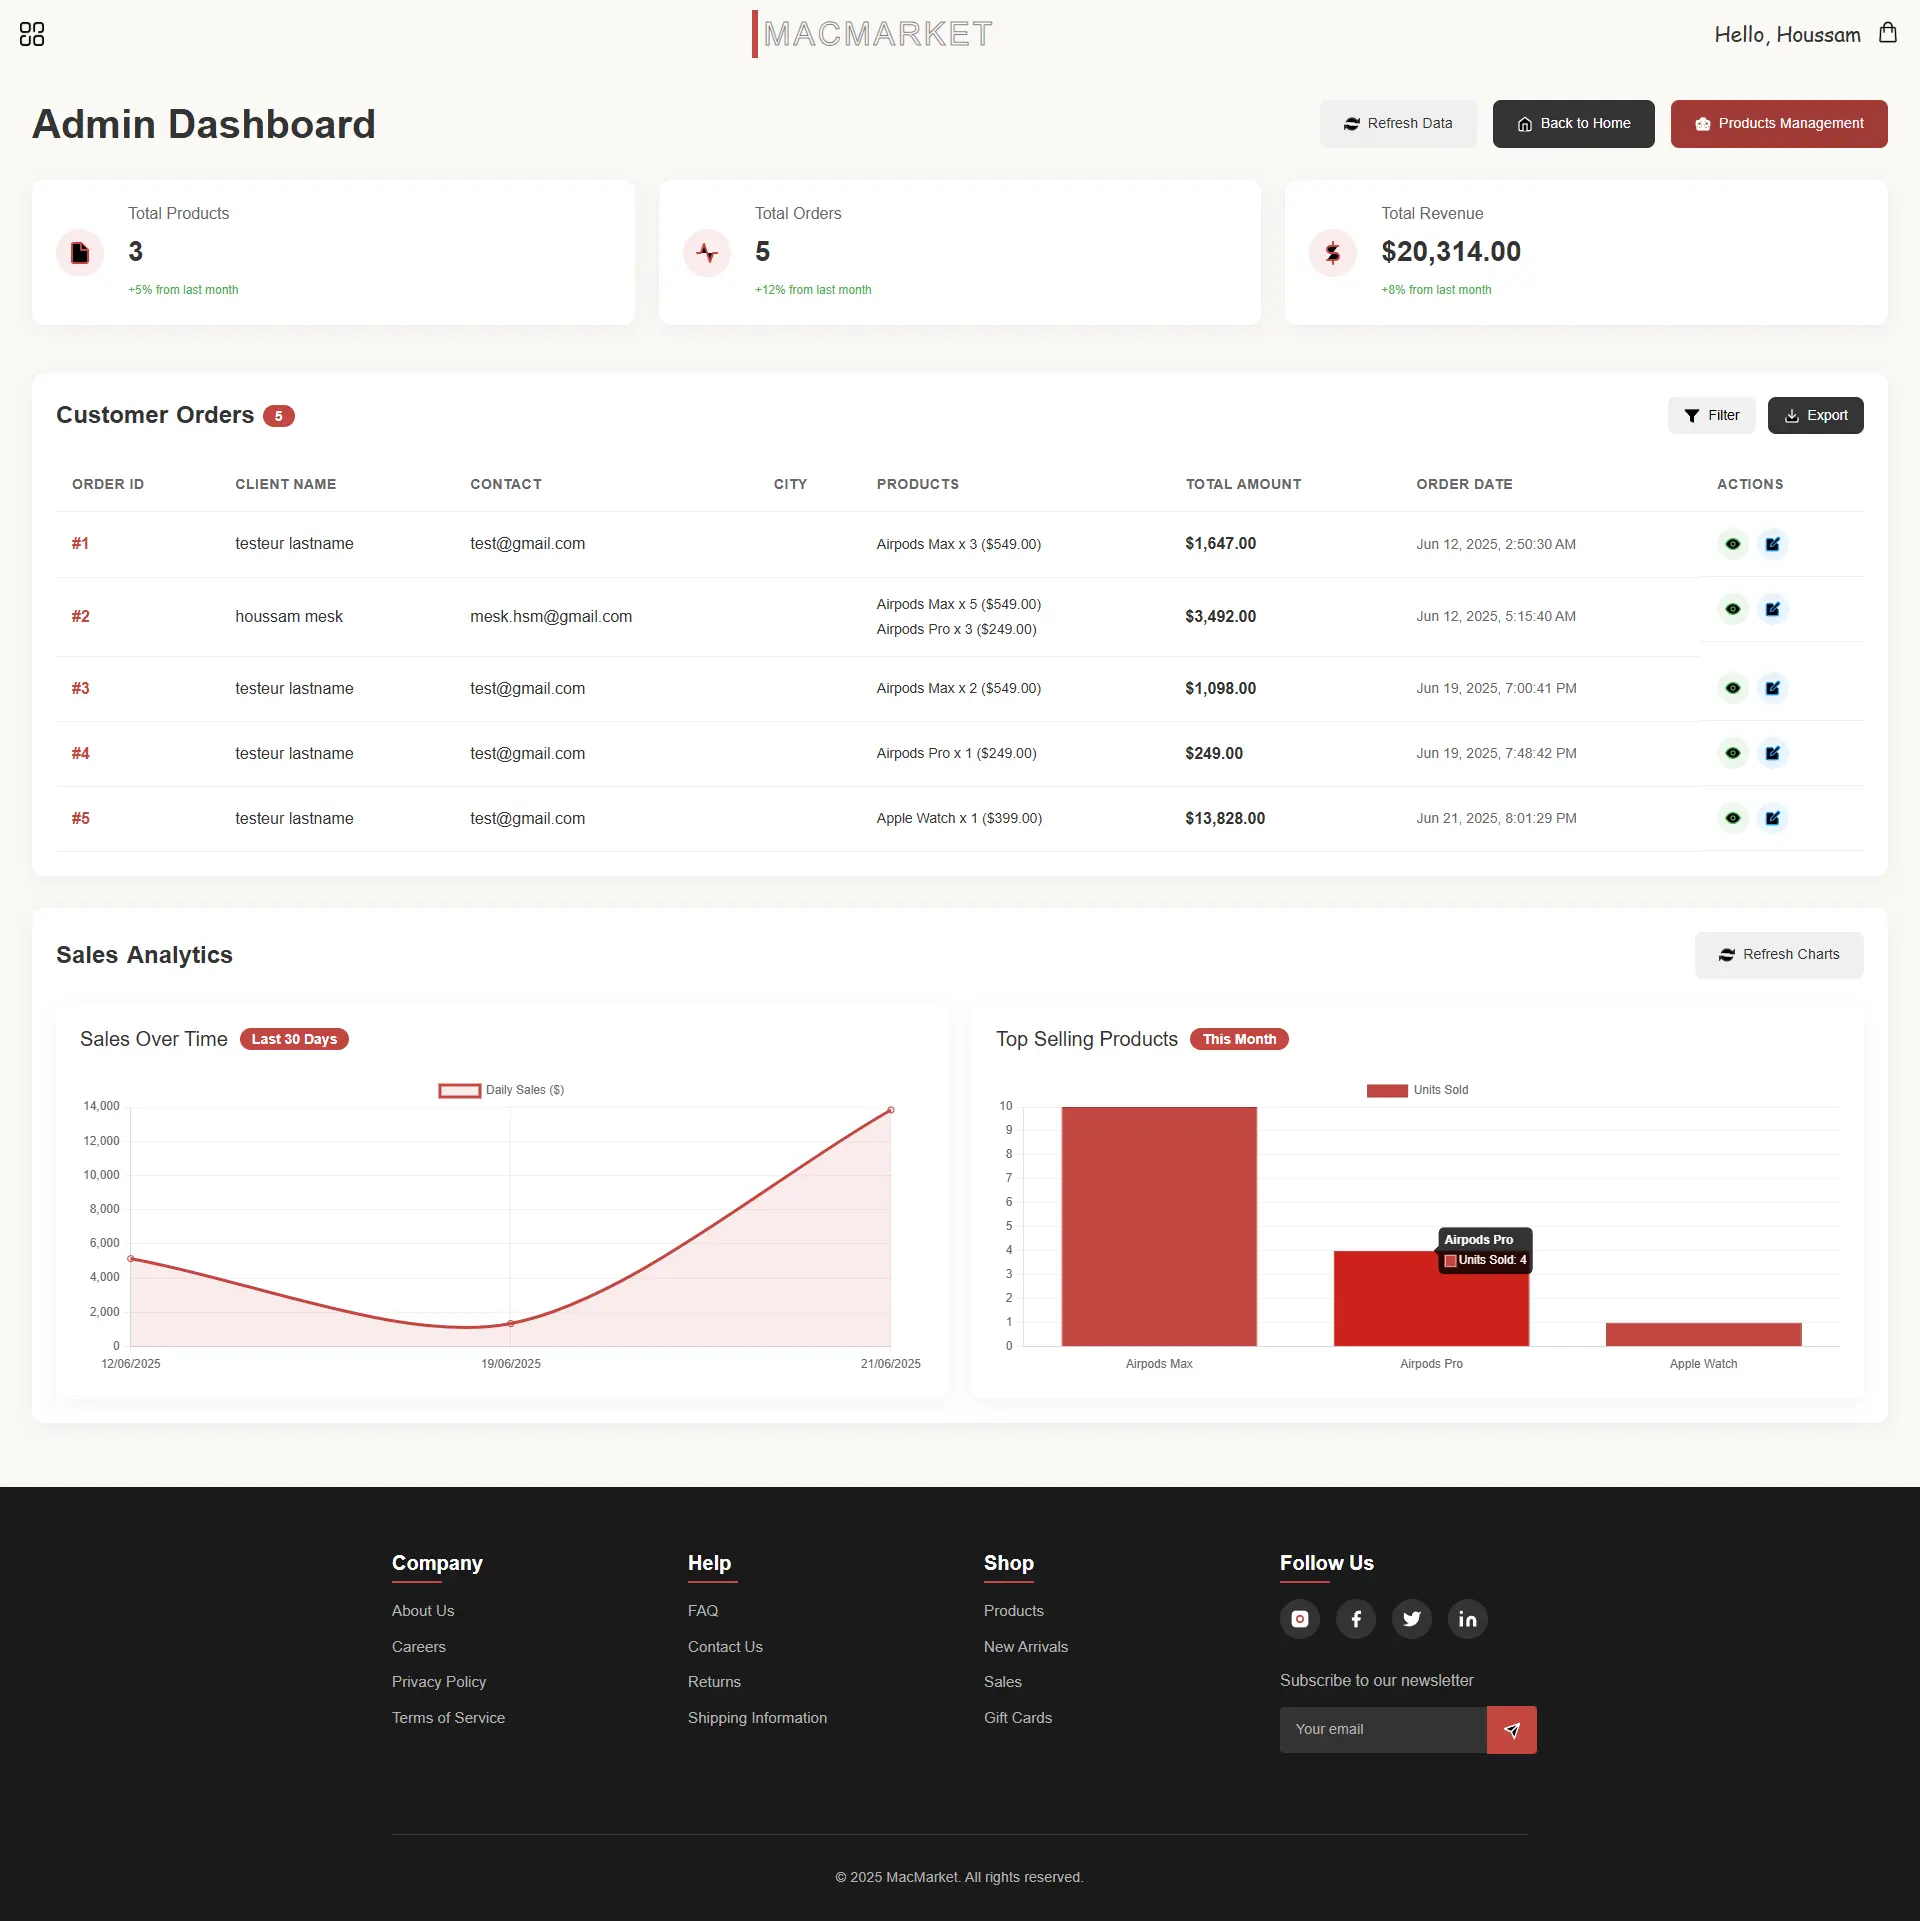 MACMARKET
Hello, Houssam
Admin Dashboard
Refresh Data
Back to Home
Products Management
Total Products
3
+5% from last month
Total Orders
5
+12% from last month
Total Revenue
$20,314.00
+8% from last month
Customer Orders 5
Filter
Export
ORDER ID CLIENT NAME CONTACT CITY PRODUCTS TOTAL AMOUNT ORDER DATE ACTIONS
#1 testeur lastname test@gmail.com Airpods Max x 3 ($549.00) $1,647.00 Jun 12, 2025, 2:50:30 AM
#2 houssam mesk mesk.hsm@gmail.com Airpods Max x 5 ($549.00) $3,492.00 Jun 12, 2025, 5:15:40 AM
Airpods Pro x 3 ($249.00)
#3 testeur lastname test@gmail.com Airpods Max x 2 ($549.00) $1,098.00 Jun 19, 2025, 7:00:41 PM
#4 testeur lastname test@gmail.com Airpods Pro x 1 ($249.00) $249.00 Jun 19, 2025, 7:48:42 PM
#5 testeur lastname test@gmail.com Apple Watch x 1 ($399.00) $13,828.00 Jun 21, 2025, 8:01:29 PM
Sales Analytics
Refresh Charts
Sales Over Time Last 30 Days
Daily Sales ($)
14,000
12,000
10,000
8,000
6,000
4,000
2,000
0
12/06/2025 19/06/2025 21/06/2025
Top Selling Products This Month
Units Sold
10
9
8
7
6
5
4
3
2
1
0
Airpods Pro
Units Sold: 4
Airpods Max Airpods Pro Apple Watch
Company
About Us
Careers
Privacy Policy
Terms of Service
Help
FAQ
Contact Us
Returns
Shipping Information
Shop
Products
New Arrivals
Sales
Gift Cards
Follow Us
Subscribe to our newsletter
Your email
© 2025 MacMarket. All rights reserved.